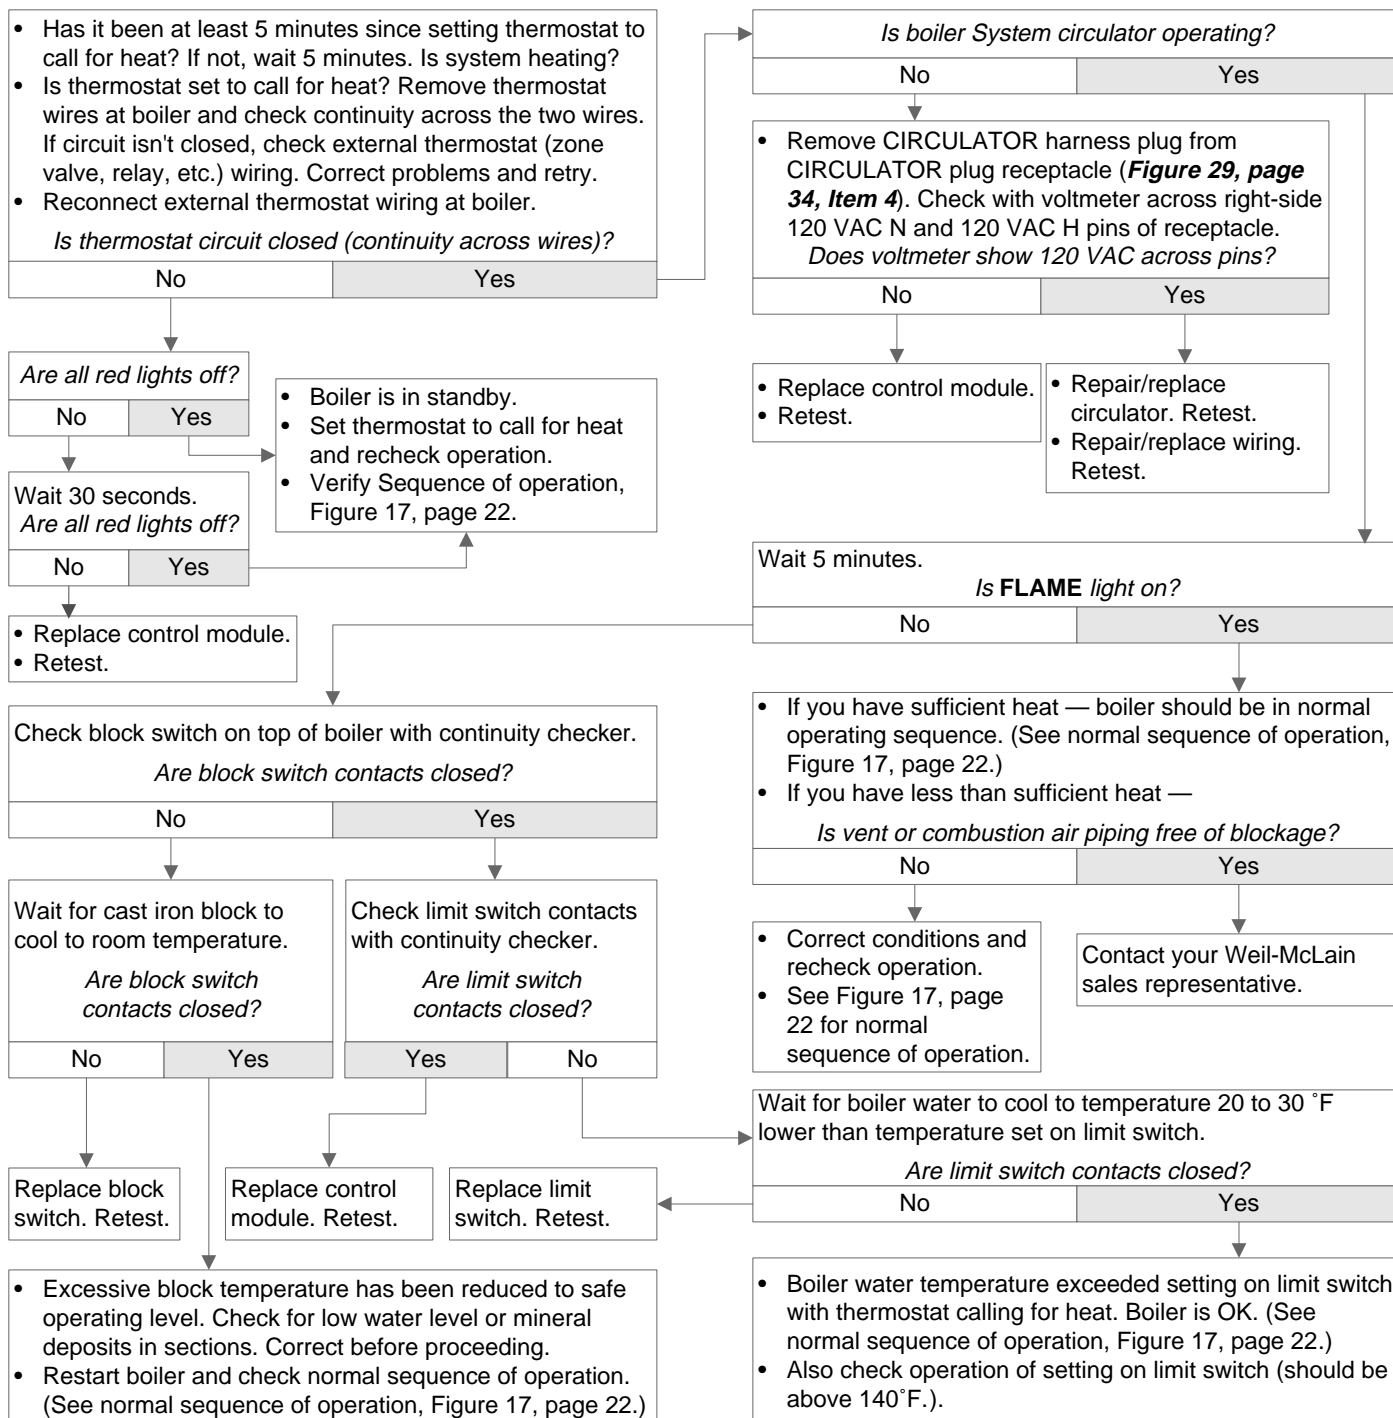 • Has it been at least 5 minutes since setting thermostat to
call for heat? If not, wait 5 minutes. Is system heating?
• Is thermostat set to call for heat? Remove thermostat
wires at boiler and check continuity across the two wires.
If circuit isn't closed, check external thermostat (zone
valve, relay, etc.) wiring. Correct problems and retry.
• Reconnect external thermostat wiring at boiler.
Is thermostat circuit closed (continuity across wires)?
No Yes
Are all red lights off?
No Yes
• Boiler is in standby.
• Set thermostat to call for heat
and recheck operation.
• Verify Sequence of operation,
Figure 17, page 22.
Wait 30 seconds.
Are all red lights off?
No Yes
• Replace control module.
• Retest.
Is boiler System circulator operating?
No Yes
• Remove CIRCULATOR harness plug from
CIRCULATOR plug receptacle (Figure 29, page
34, Item 4). Check with voltmeter across right-side
120 VAC N and 120 VAC H pins of receptacle.
Does voltmeter show 120 VAC across pins?
No Yes
• Replace control module.
• Retest.
• Repair/replace
circulator. Retest.
• Repair/replace wiring.
Retest.
Wait 5 minutes.
Is FLAME light on?
No Yes
Check block switch on top of boiler with continuity checker.
Are block switch contacts closed?
No Yes
Wait for cast iron block to
cool to room temperature.
Are block switch
contacts closed?
No Yes
Check limit switch contacts
with continuity checker.
Are limit switch
contacts closed?
Yes No
• If you have sufficient heat — boiler should be in normal
operating sequence. (See normal sequence of operation,
Figure 17, page 22.)
• If you have less than sufficient heat —
Is vent or combustion air piping free of blockage?
No Yes
• Correct conditions and
recheck operation.
• See Figure 17, page
22 for normal
sequence of operation.
Contact your Weil-McLain
sales representative.
Wait for boiler water to cool to temperature 20 to 30 °F
lower than temperature set on limit switch.
Are limit switch contacts closed?
No Yes
Replace block
switch. Retest.
Replace control
module. Retest.
Replace limit
switch. Retest.
• Excessive block temperature has been reduced to safe
operating level. Check for low water level or mineral
deposits in sections. Correct before proceeding.
• Restart boiler and check normal sequence of operation.
(See normal sequence of operation, Figure 17, page 22.)
• Boiler water temperature exceeded setting on limit switch
with thermostat calling for heat. Boiler is OK. (See
normal sequence of operation, Figure 17, page 22.)
• Also check operation of setting on limit switch (should be
above 140°F.).